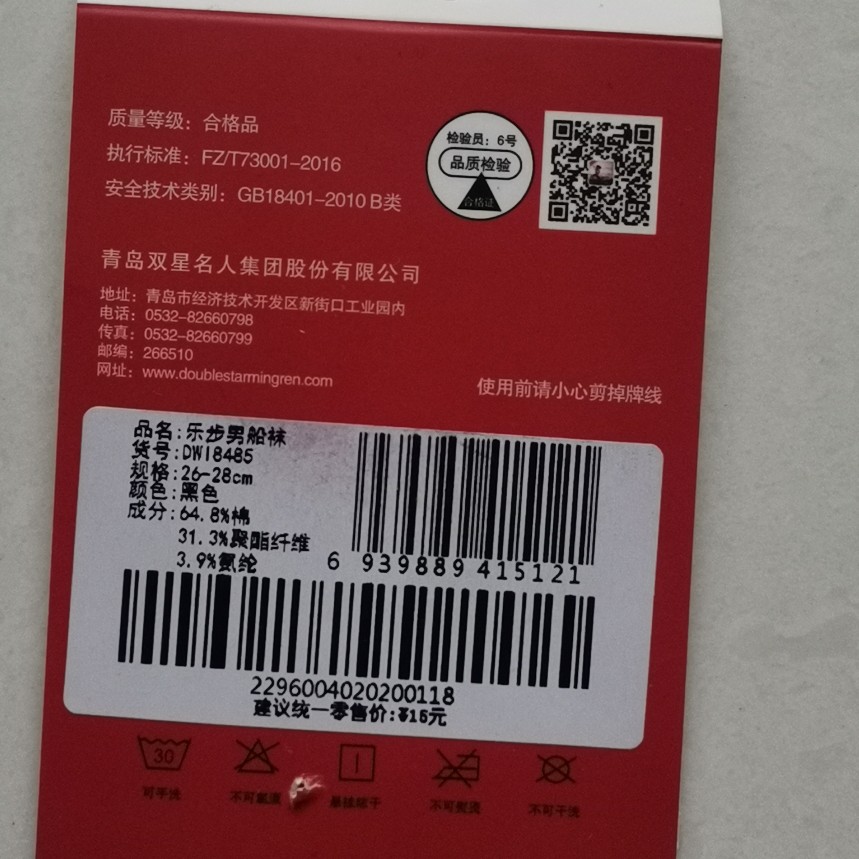 质量等级：合格品
执行标准：FZ/T73001-2016
安全技术类别：GB18401-2010 B类
检验员：6号
品质检验
合格证
青岛双星名人集团股份有限公司
地址：青岛市经济技术开发区新街口工业园内
电话：0532-82660798
传真：0532-82660799
邮编：266510
网址：www.doublestarmingren.com
使用前请小心剪掉牌线
品名:乐步男船袜
货号:DW18485
规格:26-28cm
颜色:黑色
成分:64.8%棉
31.3%聚酯纤维
3.9%氨纶
6 939889 415121
2296004020200118
建议统一零售价:¥15元
30
可手洗
不可氯漂
悬挂晾干
不可熨烫
不可干洗